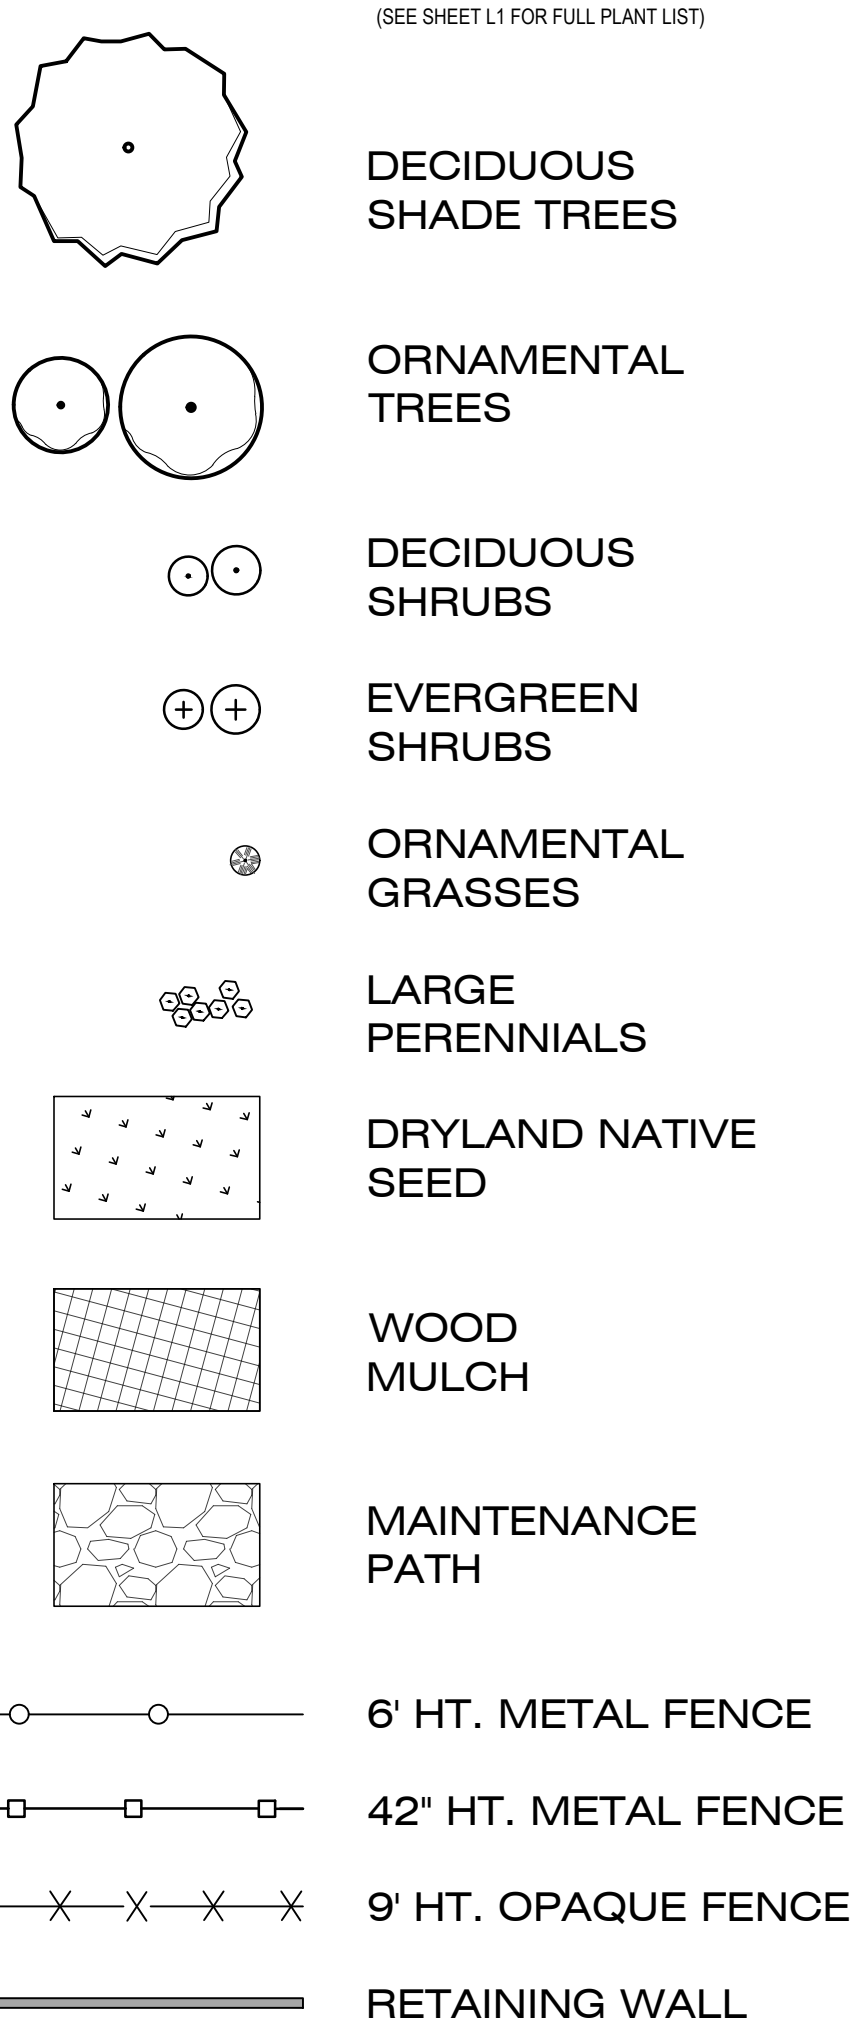 (SEE SHEET L1 FOR FULL PLANT LIST)
DECIDUOUS
SHADE TREES
ORNAMENTAL
TREES
DECIDUOUS
SHRUBS
EVERGREEN
SHRUBS
ORNAMENTAL
GRASSES
LARGE
PERENNIALS
DRYLAND NATIVE
SEED
WOOD
MULCH
MAINTENANCE
PATH
6' HT. METAL FENCE
42" HT. METAL FENCE
9' HT. OPAQUE FENCE
RETAINING WALL